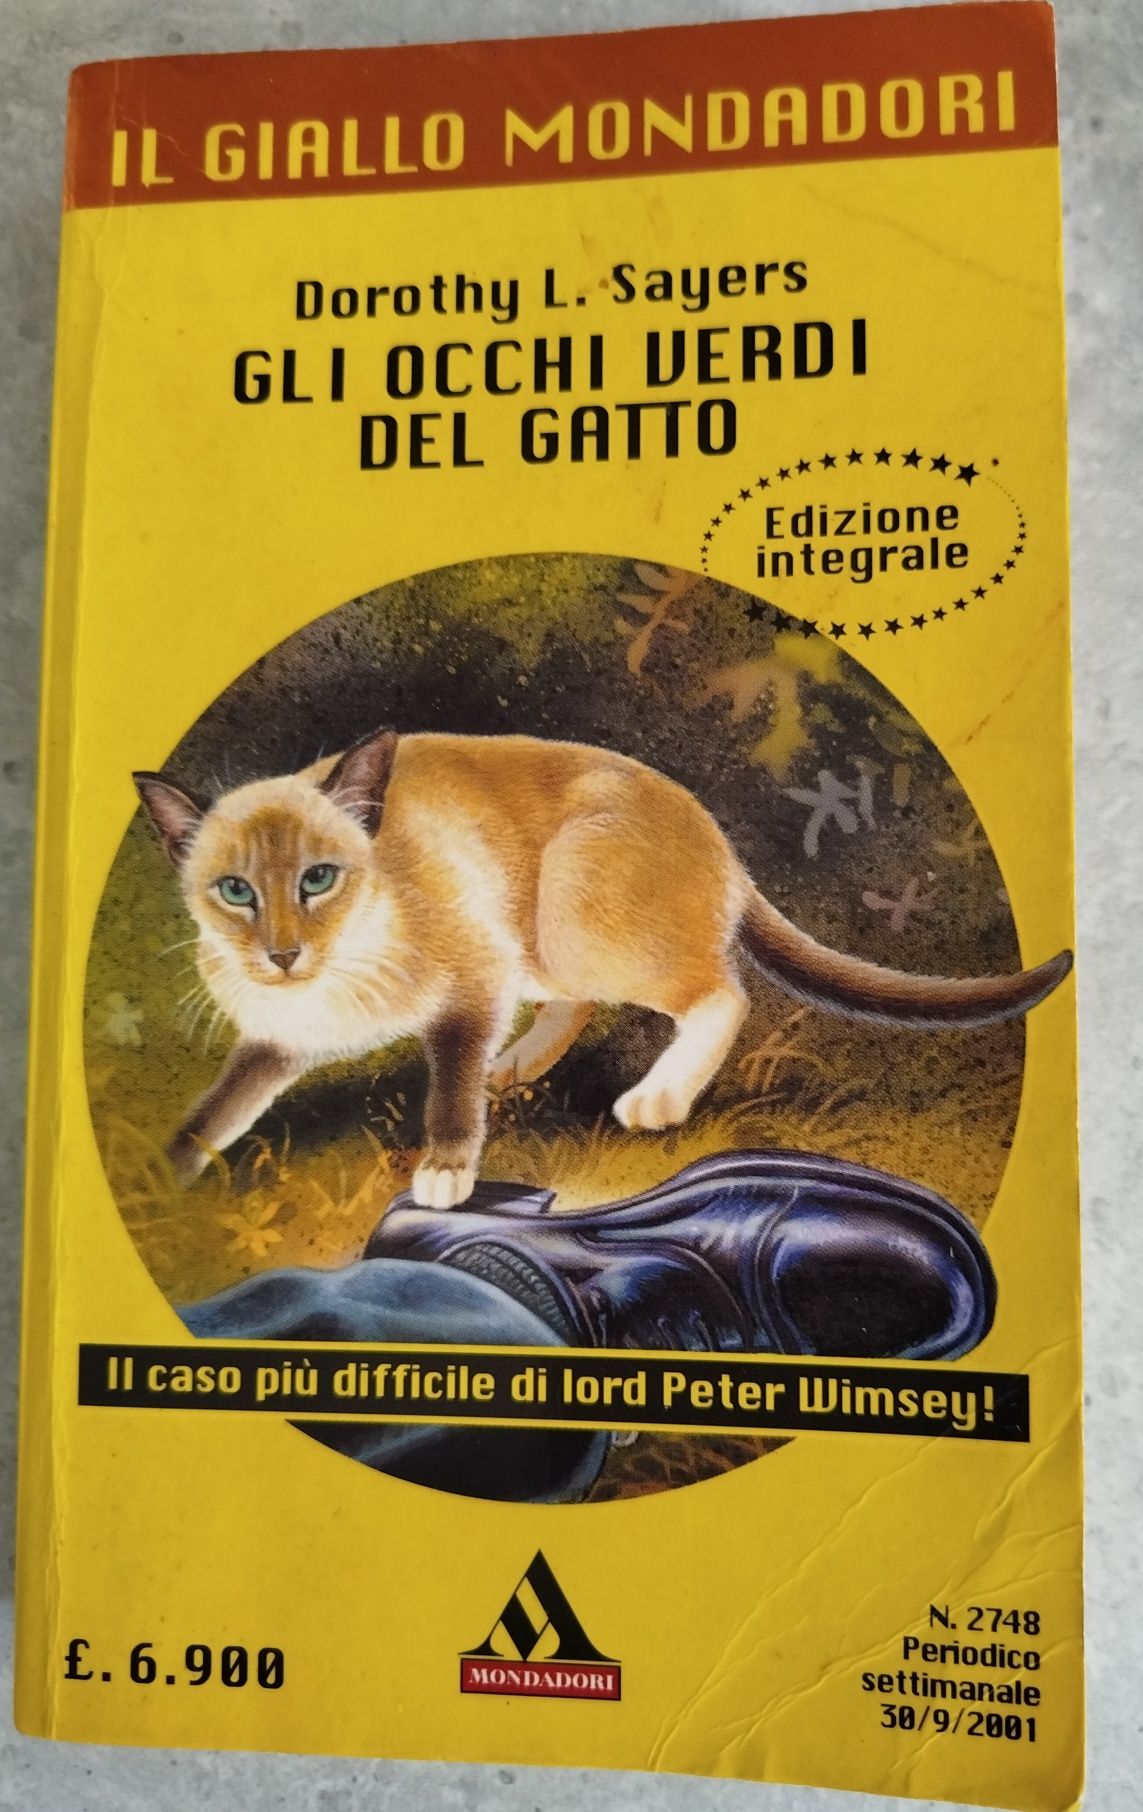 IL GIALLO MONDADORI
Dorothy L. Sayers
GLI OCCHI VERDI
DEL GATTO
Edizione
integrale
Il caso più difficile di lord Peter Wimsey!
£. 6.900
MONDADORI
N. 2748
Periodico
settimanale
30/9/2001